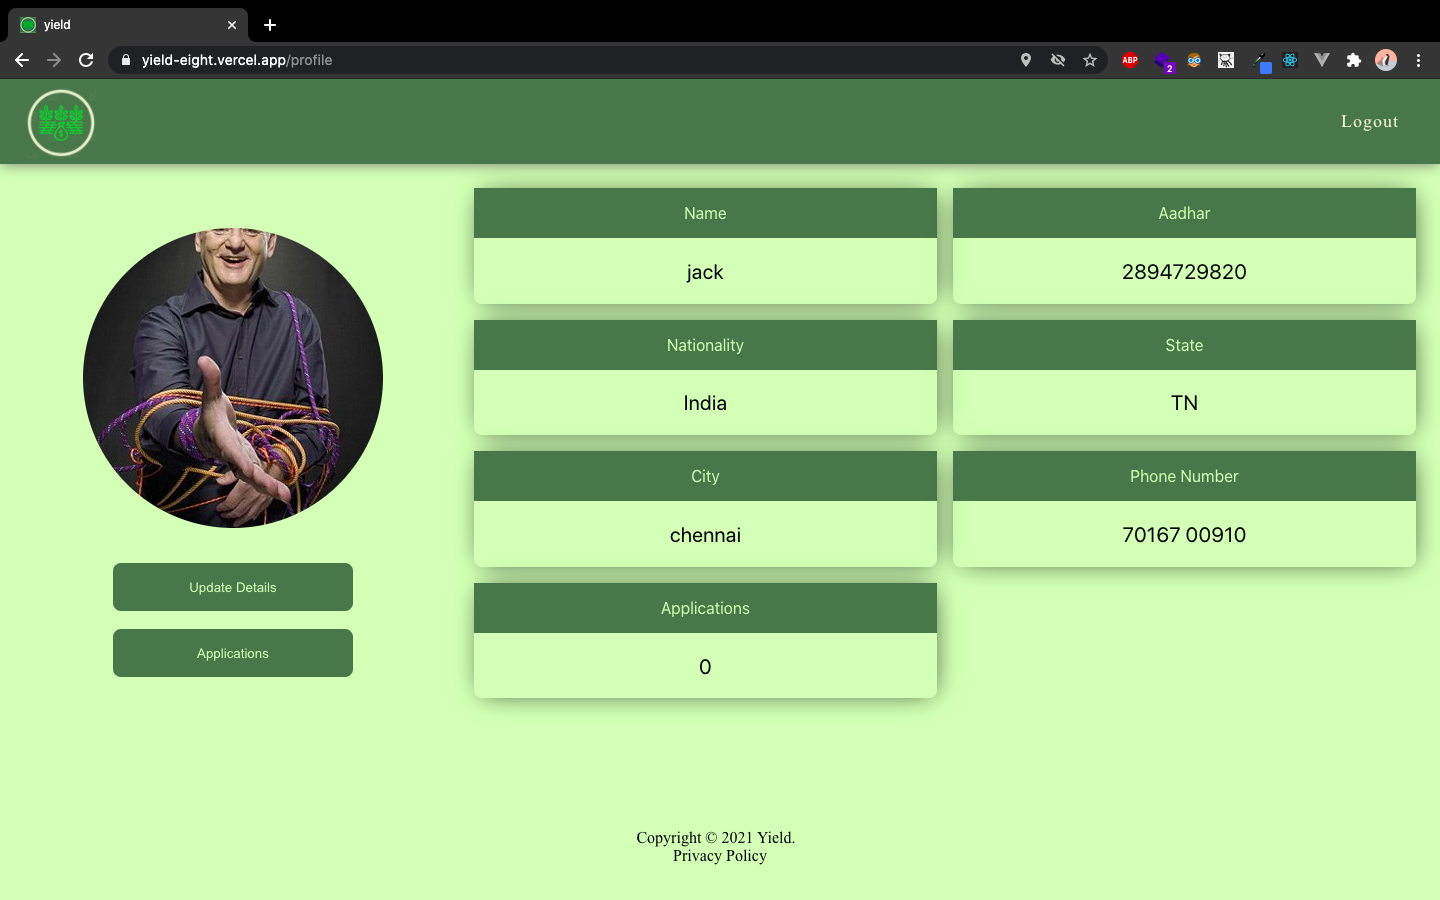 yield
yield-eight.vercel.app/profile
ABP
2
Logout
Name
jack
Aadhar
2894729820
Nationality
India
State
TN
City
chennai
Phone Number
70167 00910
Applications
0
Update Details
Applications
Copyright © 2021 Yield.
Privacy Policy